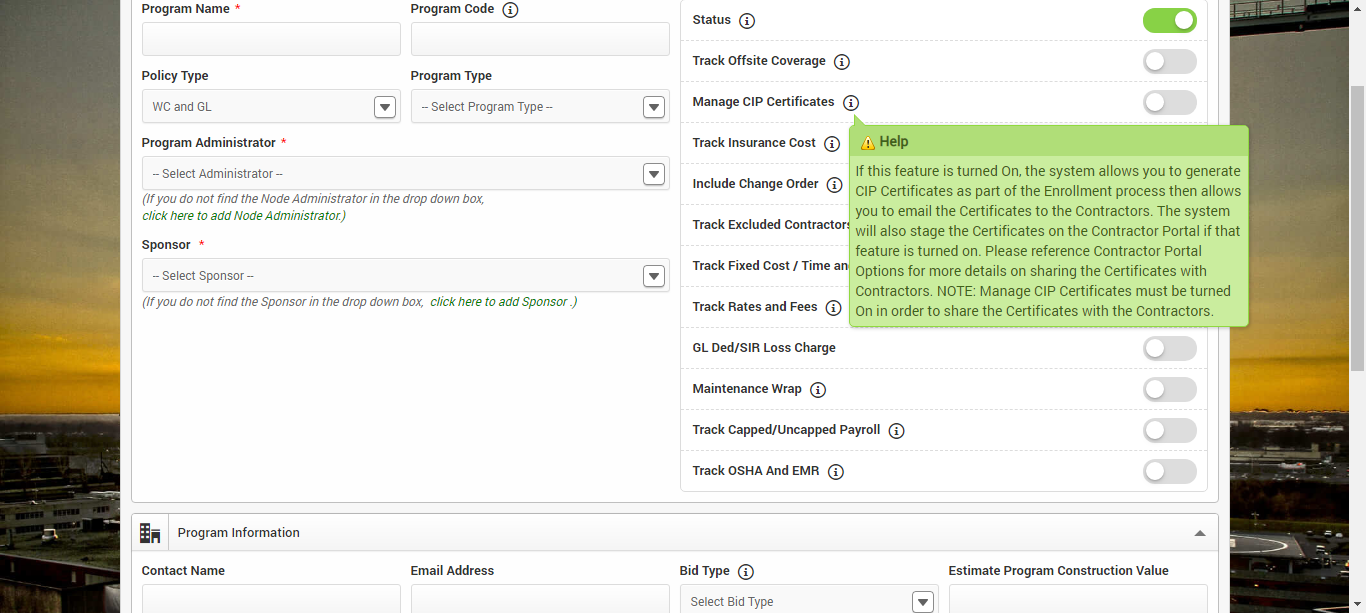 Program Name *
Program Code
Policy Type
Program Type
WC and GL
-- Select Program Type --
Program Administrator *
-- Select Administrator --
(If you do not find the Node Administrator in the drop down box,
click here to add Node Administrator.)
Sponsor *
-- Select Sponsor --
(If you do not find the Sponsor in the drop down box, click here to add Sponsor .)
Status
Track Offsite Coverage
Manage CIP Certificates
Track Insurance Cost
Include Change Order
Track Excluded Contractors
Track Fixed Cost / Time an
Track Rates and Fees
GL Ded/SIR Loss Charge
Maintenance Wrap
Track Capped/Uncapped Payroll
Track OSHA And EMR
Help
If this feature is turned On, the system allows you to generate
CIP Certificates as part of the Enrollment process then allows
you to email the Certificates to the Contractors. The system
will also stage the Certificates on the Contractor Portal if that
feature is turned on. Please reference Contractor Portal
Options for more details on sharing the Certificates with
Contractors. NOTE: Manage CIP Certificates must be turned
On in order to share the Certificates with the Contractors.
Program Information
Contact Name
Email Address
Bid Type
Estimate Program Construction Value
Select Bid Type